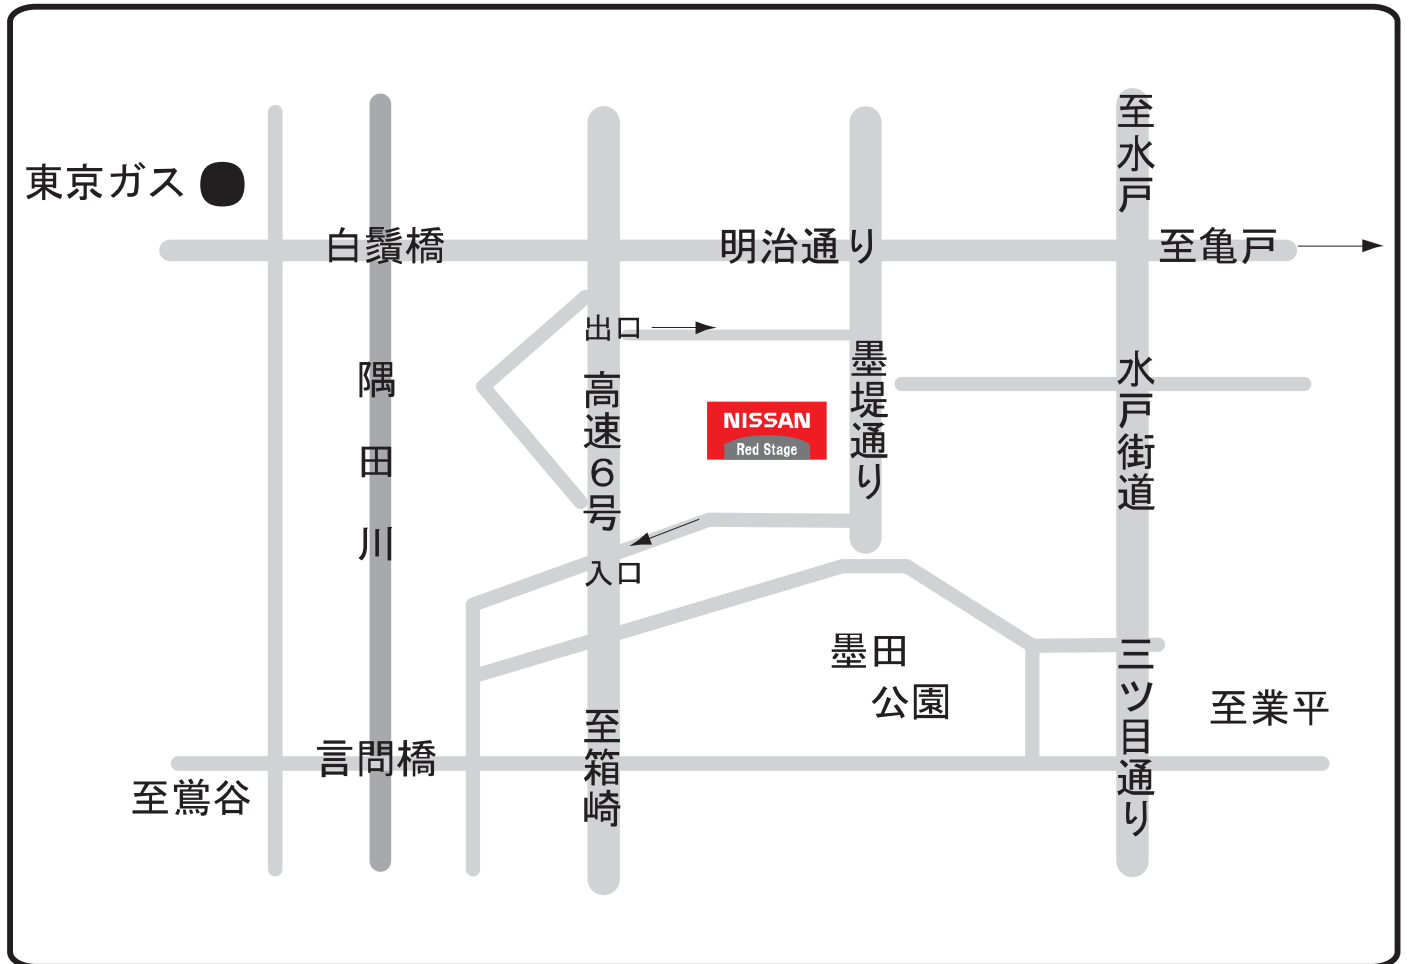 至水戸
東京ガス
白鬚橋
明治通り
至亀戸
出口
隅田川
高速6号
墨堤通り
水戸街道
NISSAN
Red Stage
入口
墨田
公園
三ツ目通り
至業平
至箱崎
言問橋
至鶯谷